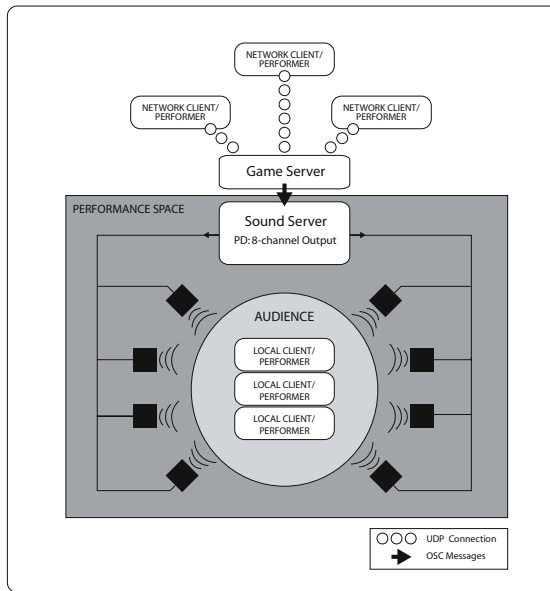 NETWORK CLIENT/
PERFORMER
NETWORK CLIENT/
PERFORMER
NETWORK CLIENT/
PERFORMER
Game Server
PERFORMANCE SPACE
Sound Server
PD: 8-channel Output
AUDIENCE
LOCAL CLIENT/
PERFORMER
LOCAL CLIENT/
PERFORMER
LOCAL CLIENT/
PERFORMER
UDP Connection
OSC Messages